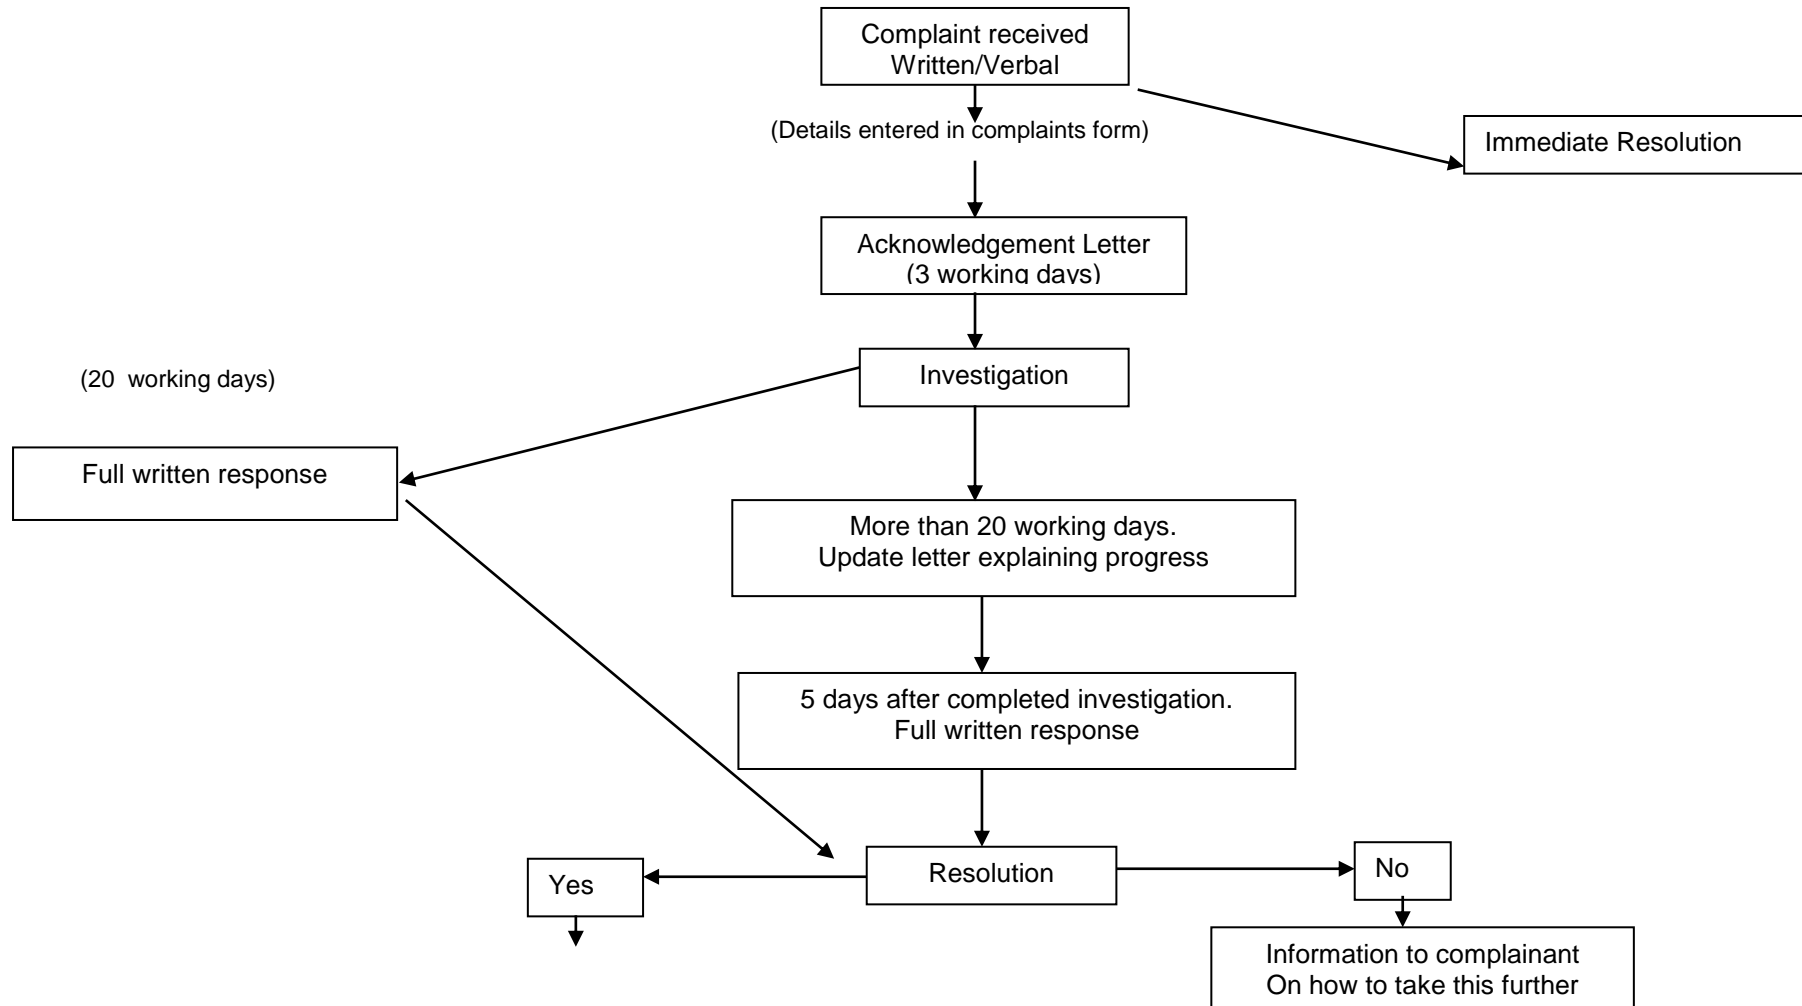 Complaint received
Written/Verbal
(Details entered in complaints form)
Immediate Resolution
Acknowledgement Letter
(3 working days)
(20 working days)
Investigation
Full written response
More than 20 working days.
Update letter explaining progress
5 days after completed investigation.
Full written response
Yes
Resolution
No
Information to complainant
On how to take this further